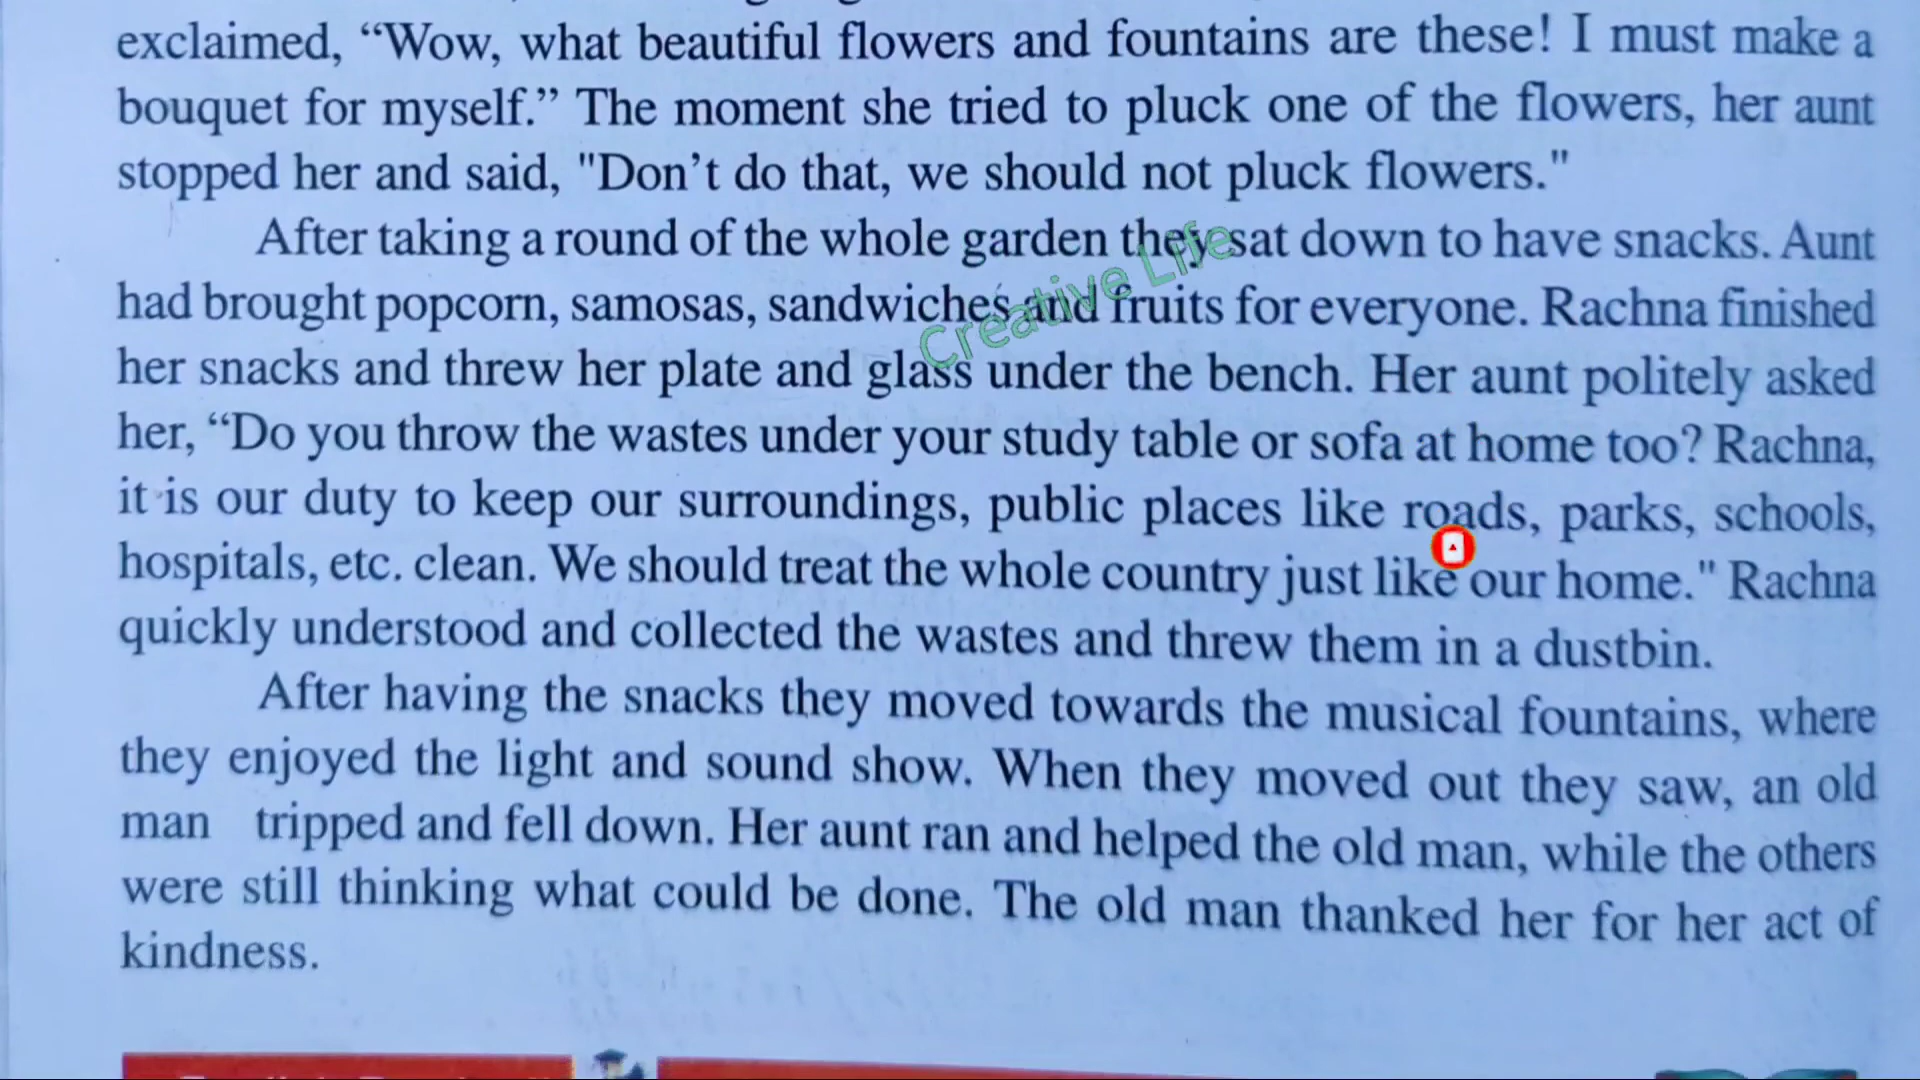 exclaimed, “Wow, what beautiful flowers and fountains are these! I must make a
bouquet for myself.” The moment she tried to pluck one of the flowers, her aunt
stopped her and said, "Don’t do that, we should not pluck flowers."
After taking a round of the whole garden they sat down to have snacks. Aunt
had brought popcorn, samosas, sandwiches and fruits for everyone. Rachna finished
her snacks and threw her plate and glass under the bench. Her aunt politely asked
her, “Do you throw the wastes under your study table or sofa at home too? Rachna,
it is our duty to keep our surroundings, public places like roads, parks, schools,
hospitals, etc. clean. We should treat the whole country just like our home." Rachna
quickly understood and collected the wastes and threw them in a dustbin.
After having the snacks they moved towards the musical fountains, where
they enjoyed the light and sound show. When they moved out they saw, an old
man tripped and fell down. Her aunt ran and helped the old man, while the others
were still thinking what could be done. The old man thanked her for her act of
kindness.
Creative Life